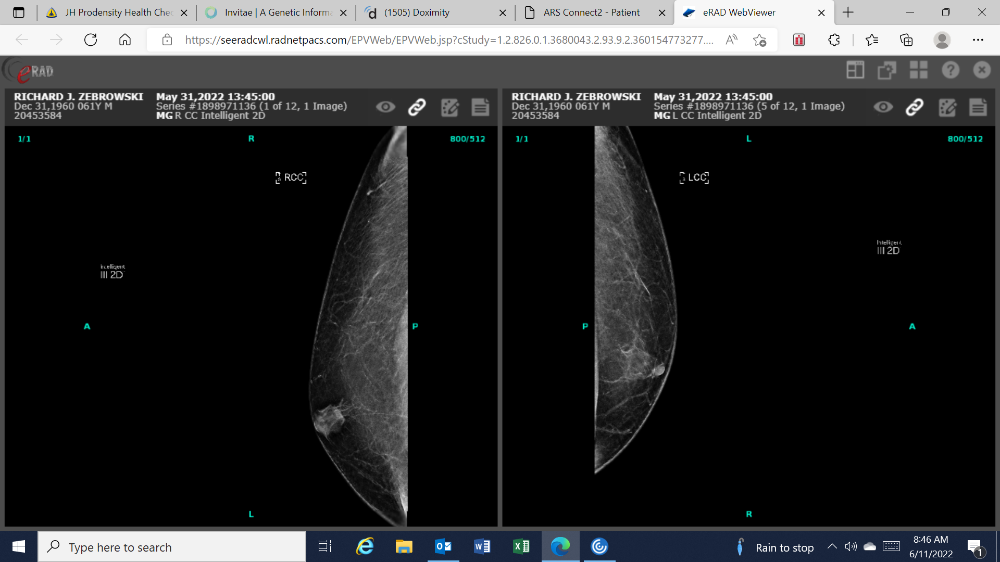 JH Prodensity Health Chec
Invitae | A Genetic Informa
(1505) Doximity
ARS Connect2 - Patient
eRAD WebViewer
https://seeradcwl.radnetpacs.com/EPVWeb/EPVWeb.jsp?cStudy=1.2.826.0.1.3680043.2.93.9.2.360154773277....
eRAD
RICHARD J. ZEBROWSKI
Dec 31,1960 061Y M
20453584
May 31,2022 13:45:00
Series #1898971136 (1 of 12, 1 Image)
MG R CC Intelligent 2D
1/1
R
800/512
RCC
Intelligent
2D
A
P
L
RICHARD J. ZEBROWSKI
Dec 31,1960 061Y M
20453584
May 31,2022 13:45:00
Series #1898971136 (5 of 12, 1 Image)
MG L CC Intelligent 2D
1/1
L
800/512
LCC
Intelligent
2D
P
A
R
Type here to search
Rain to stop
8:46 AM
6/11/2022
1